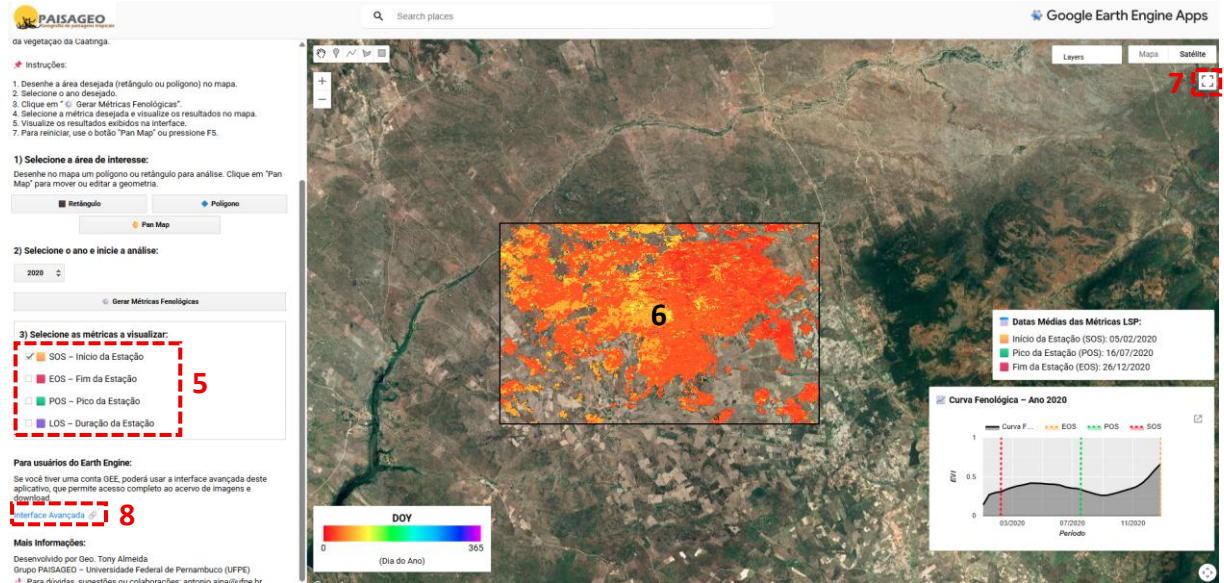 PAISAGEO
Search places
Google Earth Engine Apps
da vegetação da Caatinga.
📌 Instruções:
1. Desenhe a área desejada (retângulo ou polígono) no mapa.
2. Selecione o ano desejado.
3. Clique em " Gerar Métricas Fenológicas".
4. Selecione a métrica desejada e visualize os resultados no mapa.
5. Visualize os resultados exibidos na interface.
7. Para reiniciar, use o botão "Pan Map" ou pressione F5.
1) Selecione a área de interesse:
Desenhe no mapa um polígono ou retângulo para análise. Clique em "Pan
Map" para mover ou editar a geometria.
Retângulo
Polígono
Pan Map
2) Selecione o ano e inicie a análise:
2020
Gerar Métricas Fenológicas
3) Selecione as métricas a visualizar:
SOS – Início da Estação
EOS – Fim da Estação
POS – Pico da Estação
LOS – Duração da Estação
5
Para usuários do Earth Engine:
Se você tiver uma conta GEE, poderá usar a interface avançada deste
aplicativo, que permite acesso completo ao acervo de imagens e
download.
Interface Avançada
8
Mais Informações:
Desenvolvido por Geo. Tony Almeida
Grupo PAISAGEO – Universidade Federal de Pernambuco (UFPE)
Para dúvidas, sugestões ou colaborações: antonio.aina@ufpe.br
Layers
Mapa
Satélite
7
6
Datas Médias das Métricas LSP:
Início da Estação (SOS): 05/02/2020
Pico da Estação (POS): 16/07/2020
Fim da Estação (EOS): 26/12/2020
Curva Fenológica – Ano 2020
Curva F...
EOS
POS
SOS
1
0.5
0
EVI
03/2020
07/2020
11/2020
Período
DOY
0
365
(Dia do Ano)